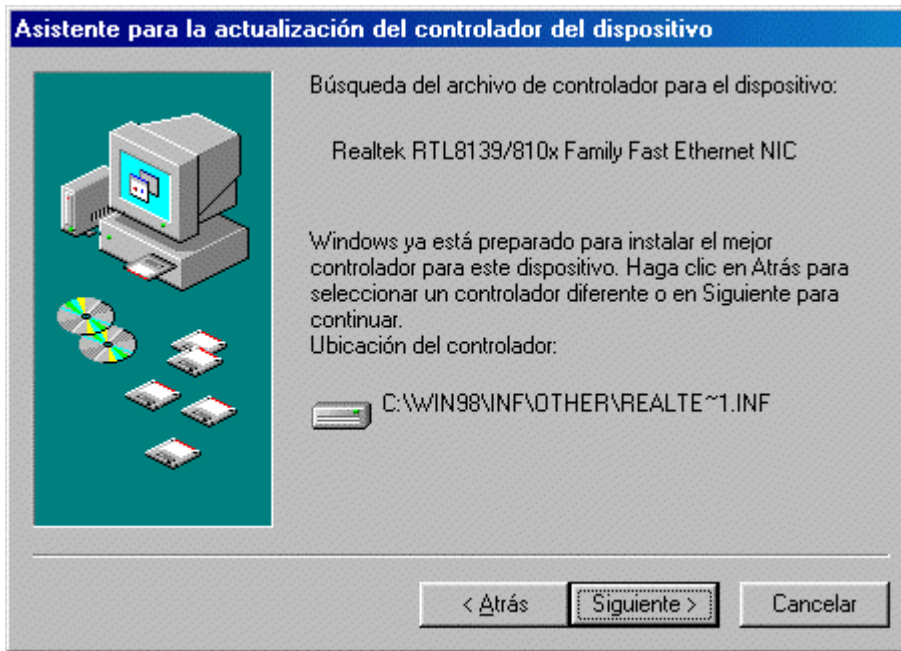 Asistente para la actualización del controlador del dispositivo
Búsqueda del archivo de controlador para el dispositivo:
Realtek RTL8139/810x Family Fast Ethernet NIC
Windows ya está preparado para instalar el mejor
controlador para este dispositivo. Haga clic en Atrás para
seleccionar un controlador diferente o en Siguiente para
continuar.
Ubicación del controlador:
C:\WIN98\INF\OTHER\REALTE~1.INF
< Atrás
Siguiente >
Cancelar